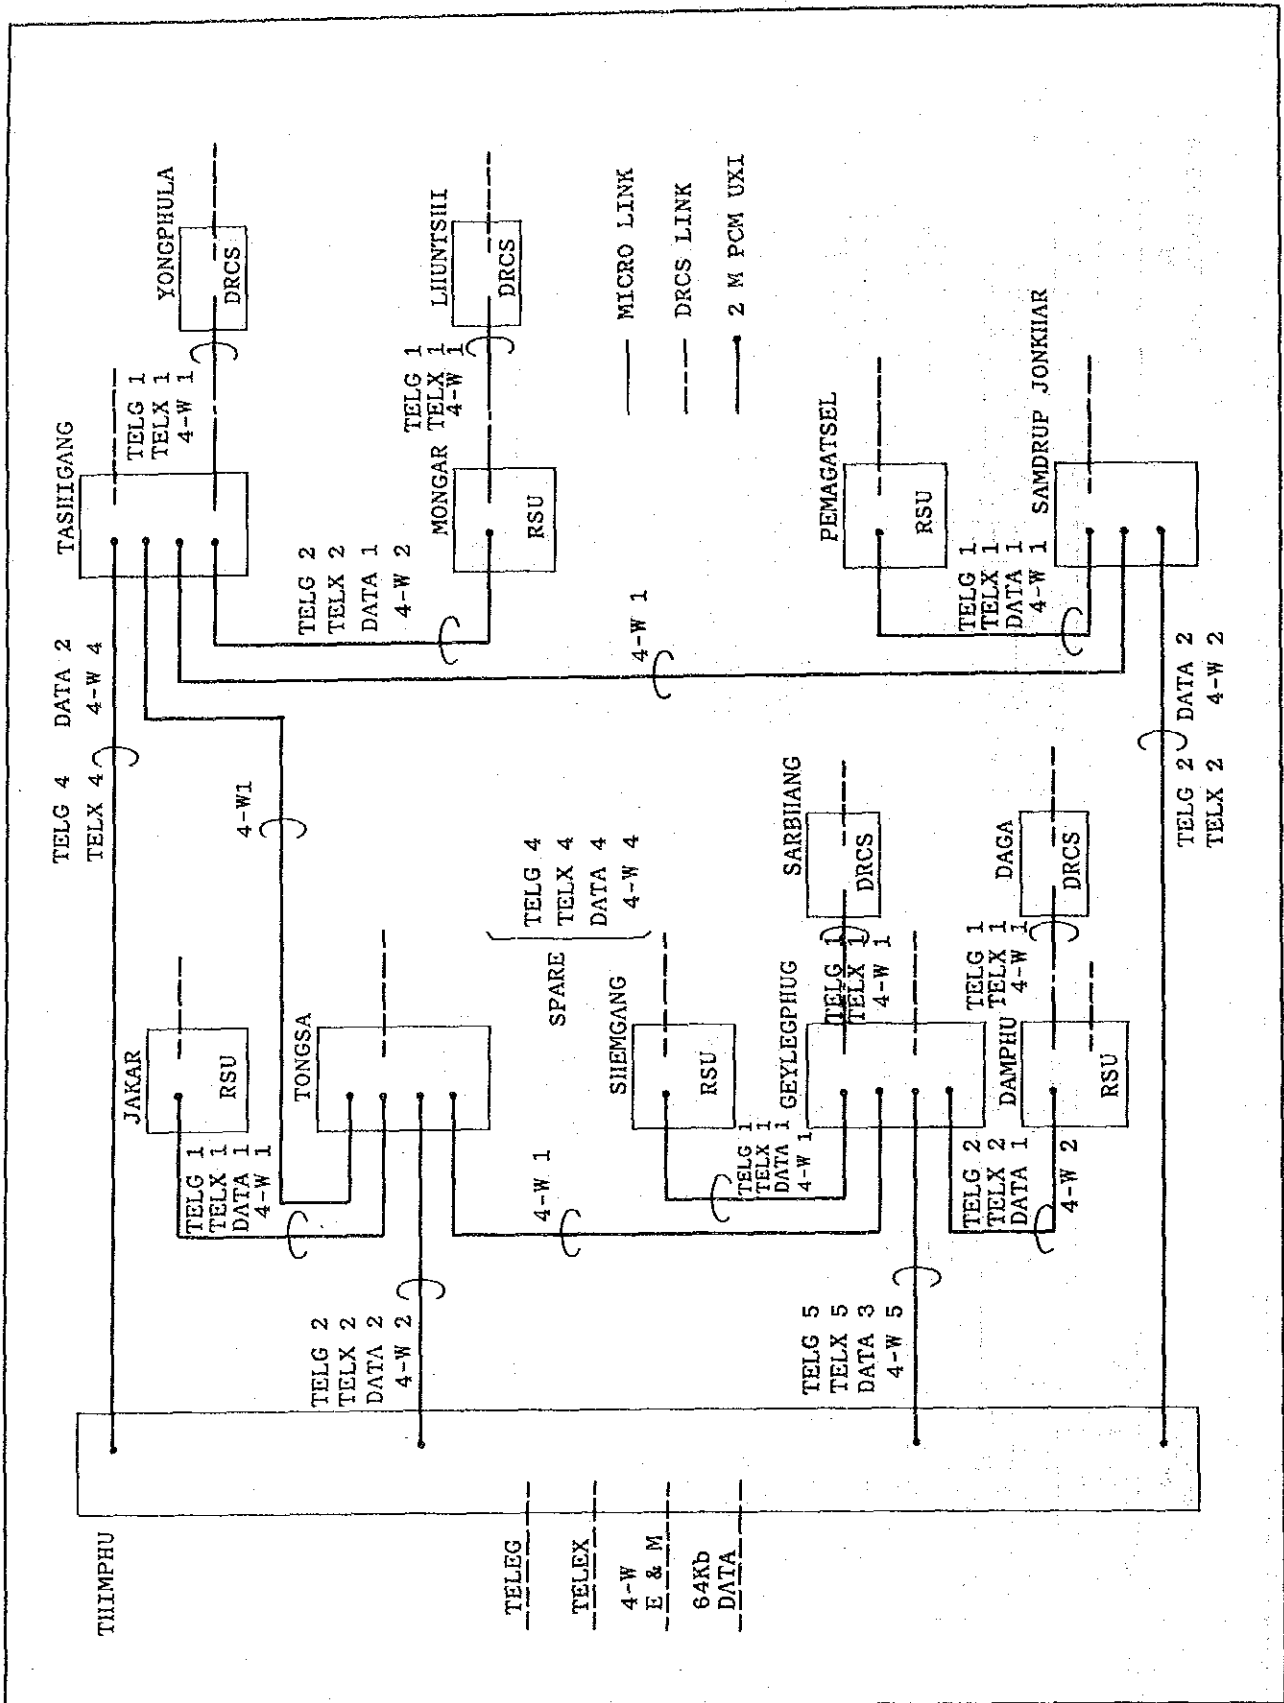 THIMPHU
TELEG
TELEX
4-W
E & M
64Kb
DATA
TELG 4 DATA 2
TELX 4 4-W 4
TASHIGANG
TELG 1
TELX 1
4-W 1
YONGPHULA
DRCS
4-W1
JAKAR
RSU
TELG 1
TELX 1
DATA 1
4-W 1
TONGSA
TELG 2
TELX 2
DATA 2
4-W 2
TELG 2
TELX 2
DATA 1
4-W 2
MONGAR
RSU
TELG 1
TELX 1
4-W 1
LHUNTSHI
DRCS
4-W 1
4-W 1
SPARE
TELG 4
TELX 4
DATA 4
4-W 4
MICRO LINK
DRCS LINK
2 M PCM UXI
SHEMGANG
RSU
TELG 1
TELX 1
DATA 1
4-W 1
GEYLEGPHUG
TELG 1
TELX 1
4-W 1
SARBHANG
DRCS
TELG 5
TELX 5
DATA 3
4-W 5
TELG 2
TELX 2
DATA 1
4-W 2
DAMPHU
RSU
TELG 1
TELX 1
4-W 1
DAGA
DRCS
PEMAGATSEL
RSU
TELG 1
TELX 1
DATA 1
4-W 1
SAMDRUP JONKHAR
TELG 2 DATA 2
TELX 2 4-W 2